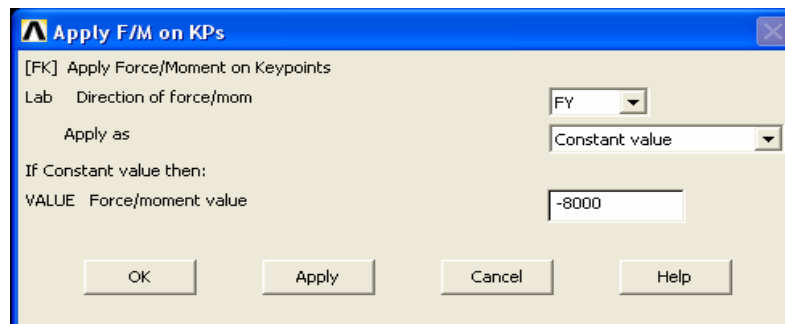 Apply F/M on KPs
[FK] Apply Force/Moment on Keypoints
Lab Direction of force/mom FY
Apply as Constant value
If Constant value then:
VALUE Force/moment value -8000
OK Apply Cancel Help